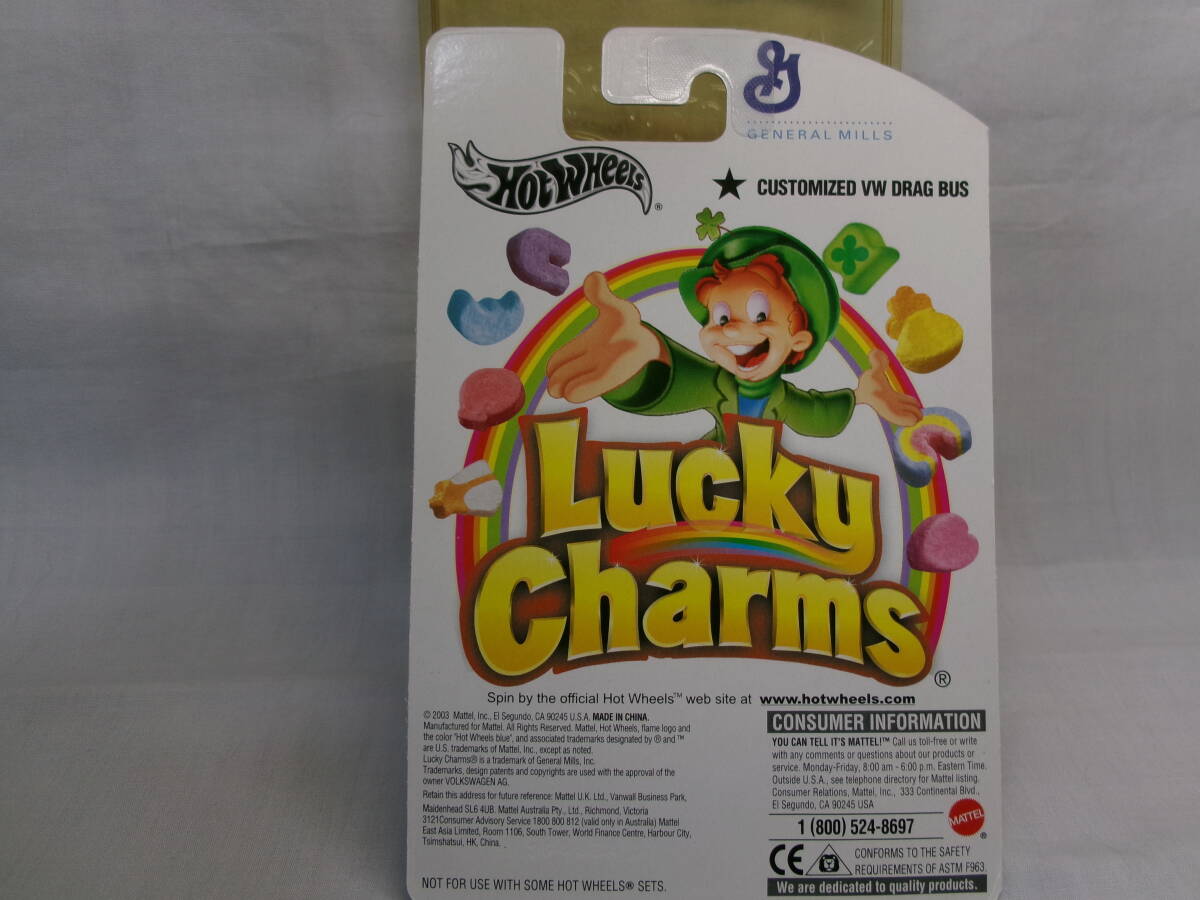 GENERAL MILLS
HOT WHEELS ®
★ CUSTOMIZED VW DRAG BUS
Lucky
Charms ®
Spin by the official Hot Wheels™ web site at www.hotwheels.com
© 2003 Mattel, Inc., El Segundo, CA 90245 U.S.A. MADE IN CHINA.
Manufactured for Mattel. All Rights Reserved. Mattel, Hot Wheels, flame logo and
the color "Hot Wheels blue", and associated trademarks designated by ® and ™
are U.S. trademarks of Mattel, Inc., except as noted.
Lucky Charms® is a trademark of General Mills, Inc.
Trademarks, design patents and copyrights are used with the approval of the
owner VOLKSWAGEN AG.
Retain this address for future reference: Mattel U.K. Ltd., Vanwall Business Park,
Maidenhead SL6 4UB. Mattel Australia Pty., Ltd., Richmond, Victoria
3121Consumer Advisory Service 1800 800 812 (valid only in Australia) Mattel
East Asia Limited, Room 1106, South Tower, World Finance Centre, Harbour City,
Tsimshatsui, HK, China.
NOT FOR USE WITH SOME HOT WHEELS® SETS.
CONSUMER INFORMATION
YOU CAN TELL IT'S MATTEL!™ Call us toll-free or write
with any comments or questions about our products or
service. Monday-Friday, 8:00 am - 6:00 p.m. Eastern Time.
Outside U.S.A., see telephone directory for Mattel listing.
Consumer Relations, Mattel, Inc., 333 Continental Blvd.,
El Segundo, CA 90245 USA
1 (800) 524-8697
MATTEL ®
CE
CONFORMS TO THE SAFETY
REQUIREMENTS OF ASTM F963.
We are dedicated to quality products.